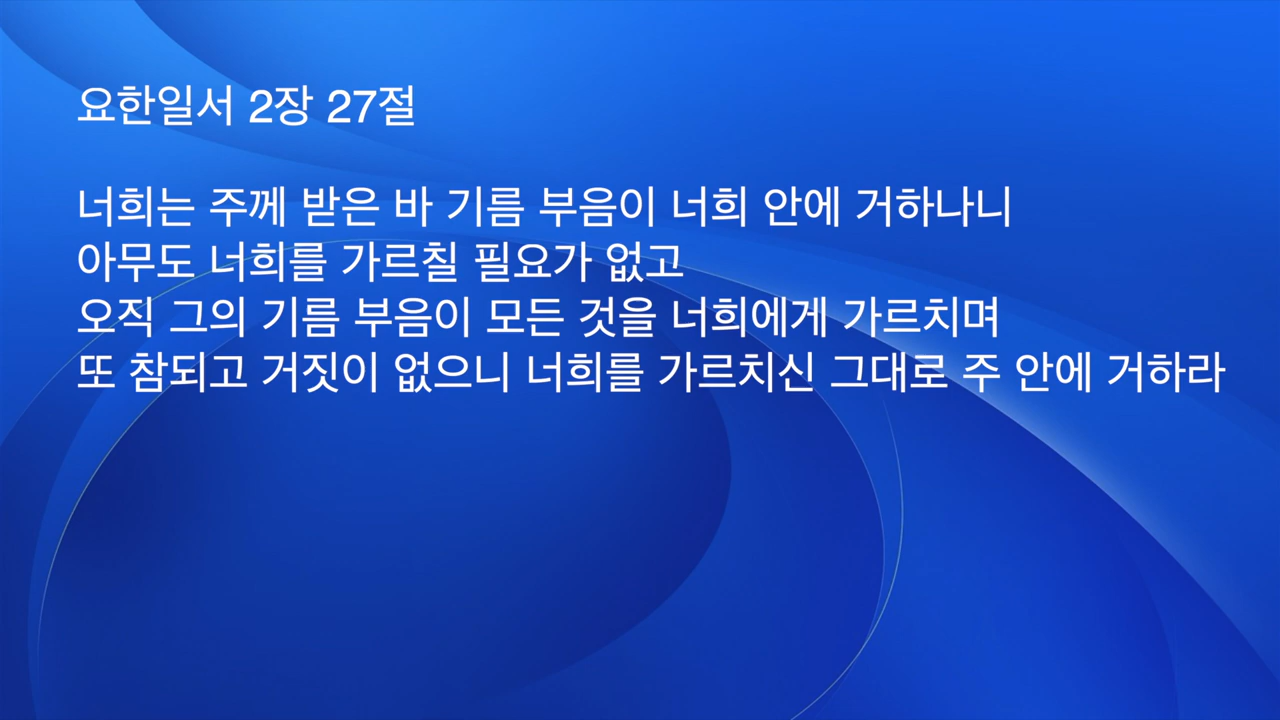 요한일서 2장 27절
너희는 주께 받은 바 기름 부음이 너희 안에 거하나니
아무도 너희를 가르칠 필요가 없고
오직 그의 기름 부음이 모든 것을 너희에게 가르치며
또 참되고 거짓이 없으니 너희를 가르치신 그대로 주 안에 거하라